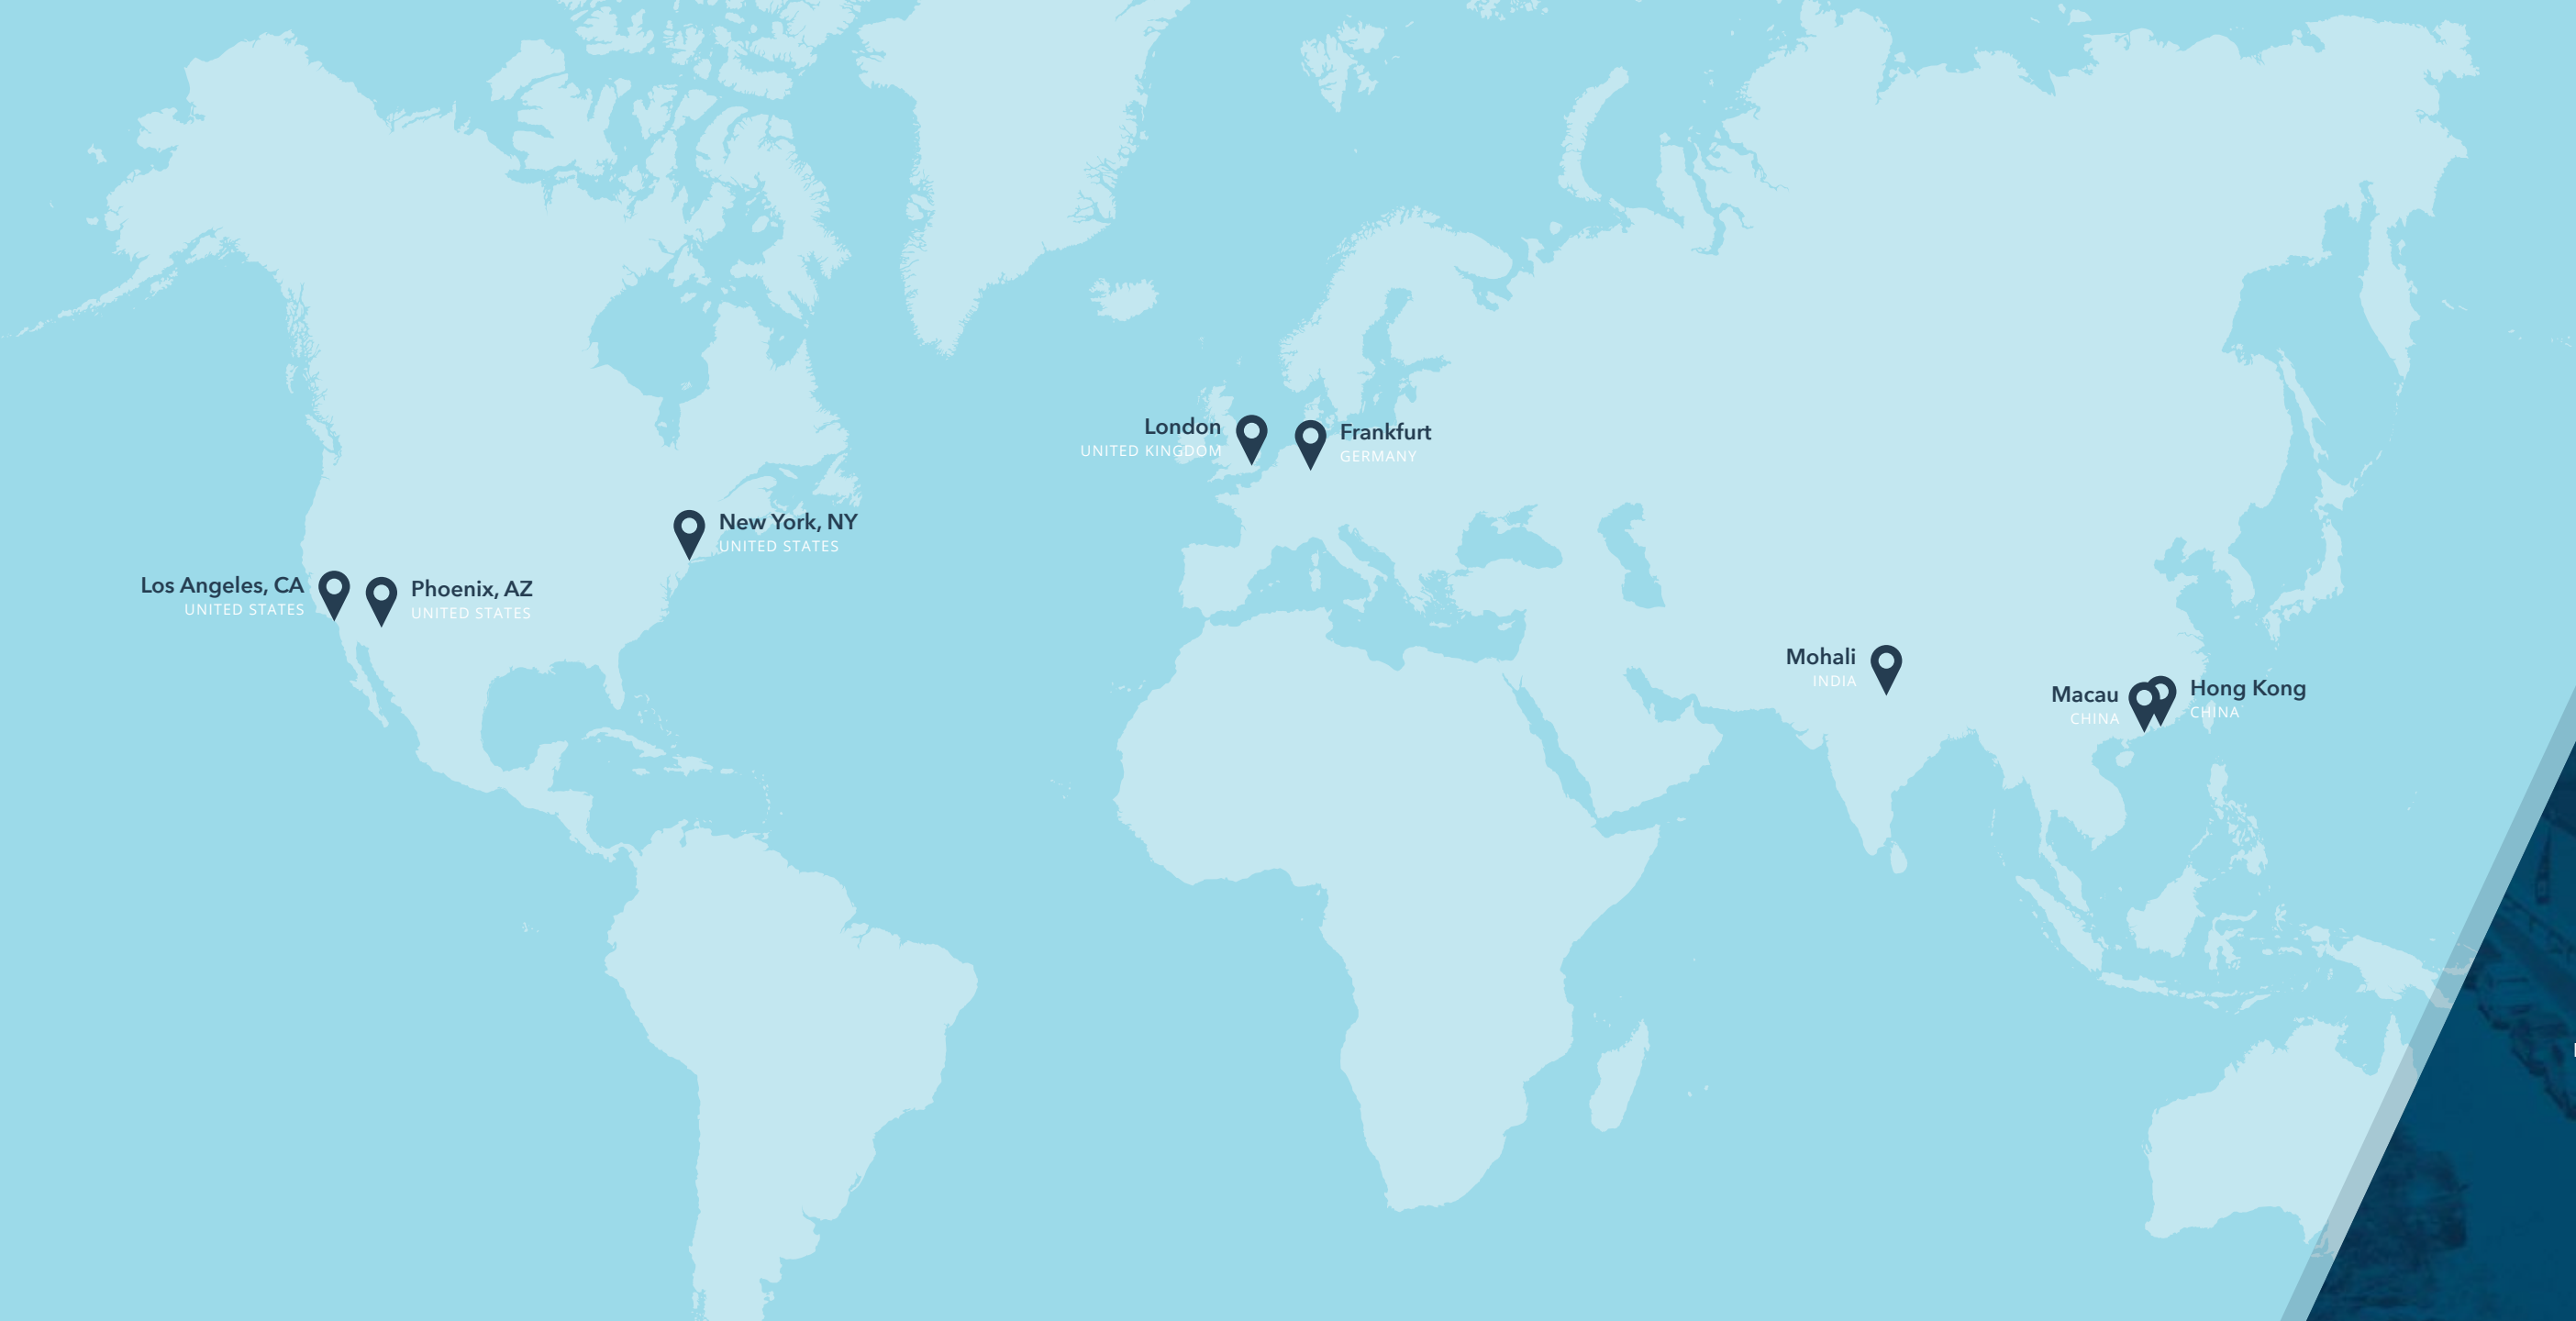 London
UNITED KINGDOM
Frankfurt
GERMANY
New York, NY
UNITED STATES
Los Angeles, CA
UNITED STATES
Phoenix, AZ
UNITED STATES
Mohali
INDIA
Macau
CHINA
Hong Kong
CHINA